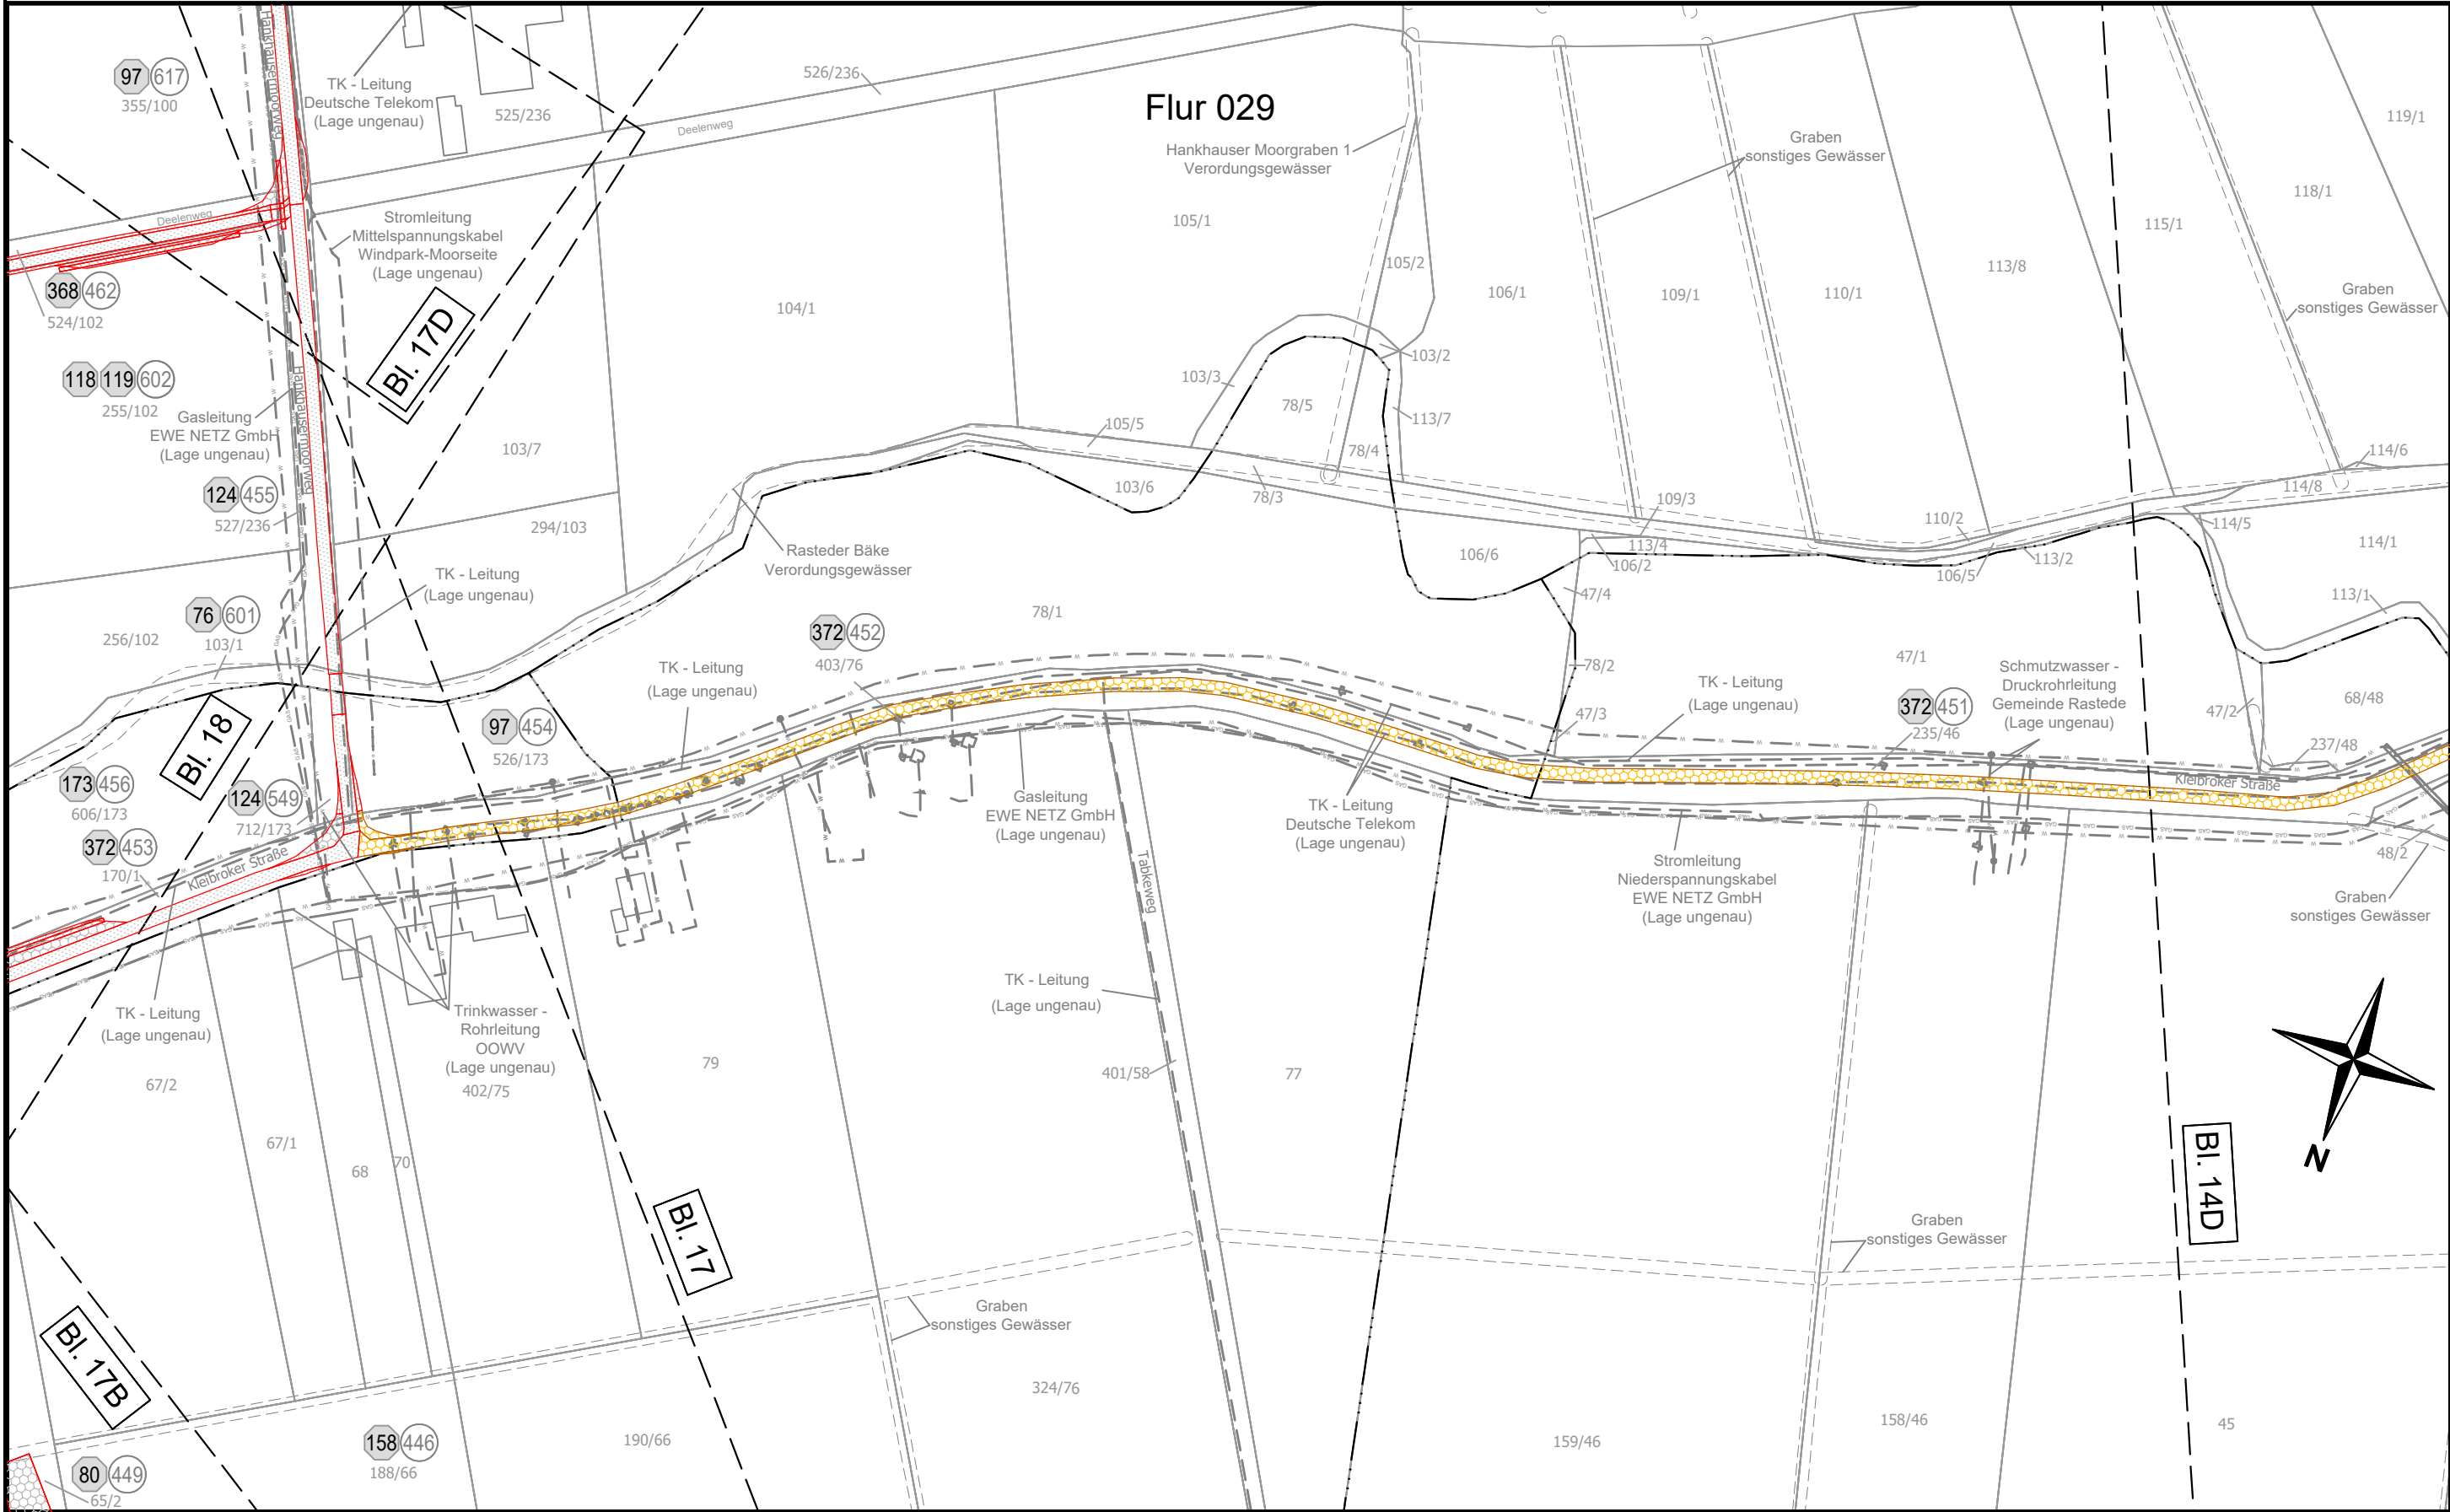 Flur 029
97 617
355/100
TK - Leitung
Deutsche Telekom
(Lage ungenau)
525/236
526/236
Deelenweg
Hankhausermoorweg
Hankhauser Moorgraben 1
Verordungsgewässer
Graben
sonstiges Gewässer
119/1
118/1
115/1
113/8
105/1
105/2
106/1
109/1
110/1
Graben
sonstiges Gewässer
Deelenweg
368 462
524/102
Stromleitung
Mittelspannungskabel
Windpark-Moorseite
(Lage ungenau)
Bl. 17D
104/1
103/2
103/3
78/5
113/7
118 119 602
255/102
Gasleitung
EWE NETZ GmbH
(Lage ungenau)
Hankhausermoorweg
103/7
105/5
78/4
114/6
124 455
527/236
294/103
103/6
78/3
109/3
114/8
110/2
114/5
114/1
Rasteder Bäke
Verordungsgewässer
106/6
113/4
106/2
113/2
106/5
TK - Leitung
(Lage ungenau)
47/4
113/1
76 601
103/1
256/102
372 452
403/76
78/1
78/2
47/1
TK - Leitung
(Lage ungenau)
TK - Leitung
(Lage ungenau)
Schmutzwasser -
Druckrohrleitung
Gemeinde Rastede
(Lage ungenau)
68/48
47/2
47/3
372 451
235/46
237/48
Bl. 18
97 454
526/173
173 456
606/173
124 549
712/173
372 453
170/1
Kleibroker Straße
Kleibroker Straße
Gasleitung
EWE NETZ GmbH
(Lage ungenau)
TK - Leitung
Deutsche Telekom
(Lage ungenau)
Tabkeweg
Stromleitung
Niederspannungskabel
EWE NETZ GmbH
(Lage ungenau)
48/2
Graben
sonstiges Gewässer
TK - Leitung
(Lage ungenau)
Trinkwasser -
Rohrleitung
OOWV
(Lage ungenau)
402/75
TK - Leitung
(Lage ungenau)
67/2
79
401/58
77
67/1
68
70
Bl. 17
Bl. 14D
N
Graben
sonstiges Gewässer
Graben
sonstiges Gewässer
Bl. 17B
324/76
158 446
188/66
190/66
159/46
158/46
45
80 449
65/2